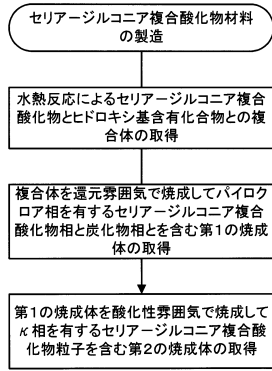 セリアージルコニア複合酸化物材料
の製造
水熱反応によるセリアージルコニア複合
酸化物とヒドロキシ基含有化合物との複
合体の取得
複合体を還元雰囲気で焼成してパイロク
ロア相を有するセリアージルコニア複合
酸化物相と炭化物相とを含む第1の焼成
体の取得
第1の焼成体を酸化性雰囲気で焼成して
κ相を有するセリアージルコニア複合酸
化物粒子を含む第2の焼成体の取得